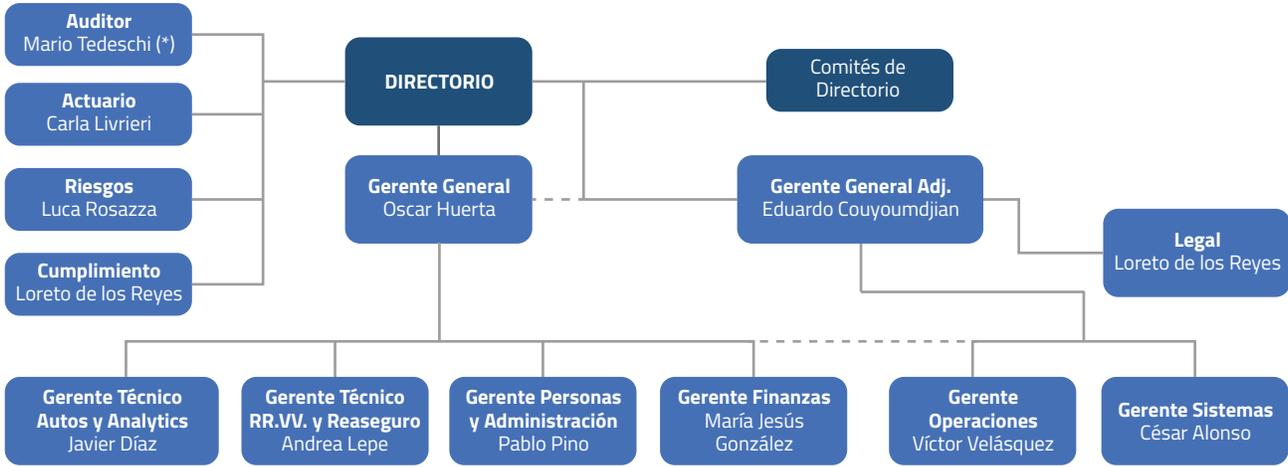 Auditor
Mario Tedeschi (*)
Actuario
Carla Livrieri
Riesgos
Luca Rosazza
Cumplimiento
Loreto de los Reyes
DIRECTORIO
Comités de
Directorio
Gerente General
Oscar Huerta
Gerente General Adj.
Eduardo Couyoumdjian
Legal
Loreto de los Reyes
Gerente Técnico
Autos y Analytics
Javier Díaz
Gerente Técnico
RR.VV. y Reaseguro
Andrea Lepe
Gerente Personas
y Administración
Pablo Pino
Gerente Finanzas
María Jesús
González
Gerente
Operaciones
Víctor Velásquez
Gerente Sistemas
César Alonso